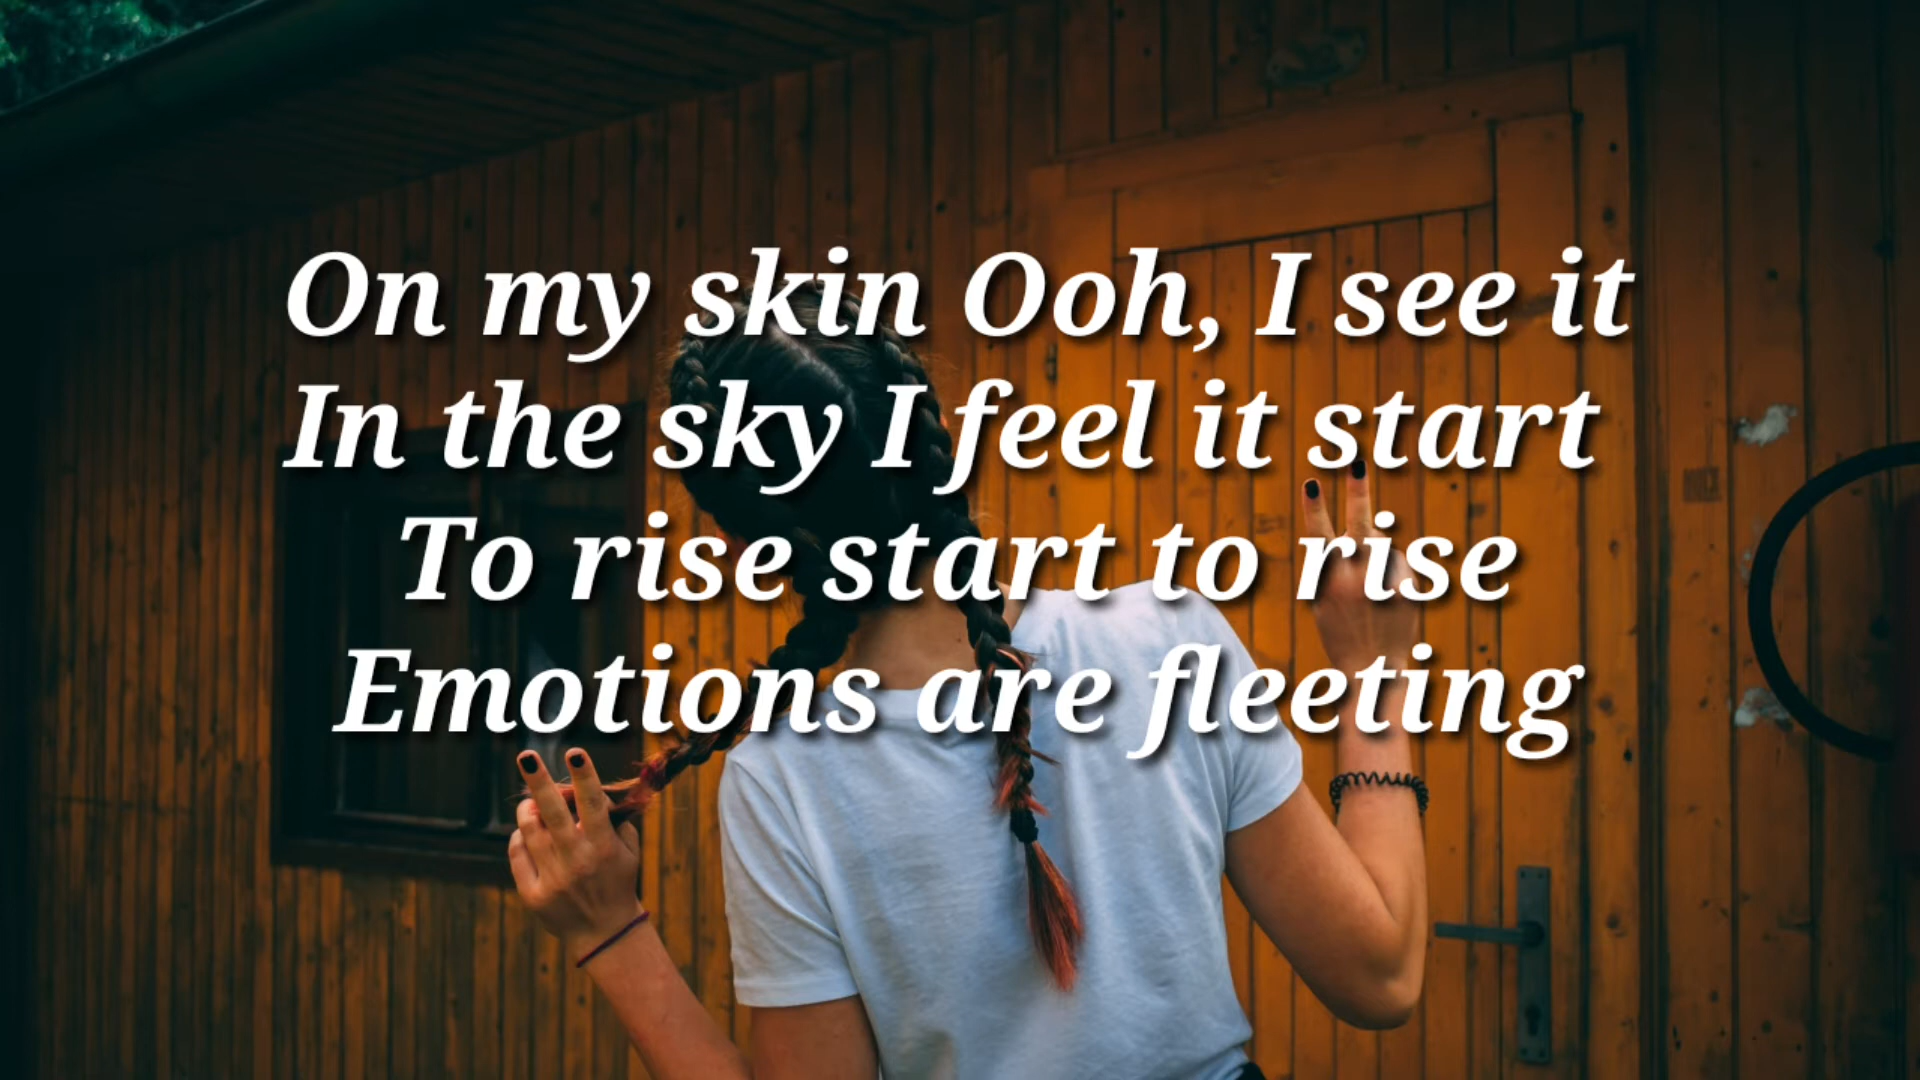 On my skin Ooh, I see it
In the sky I feel it start
To rise start to rise
Emotions are fleeting